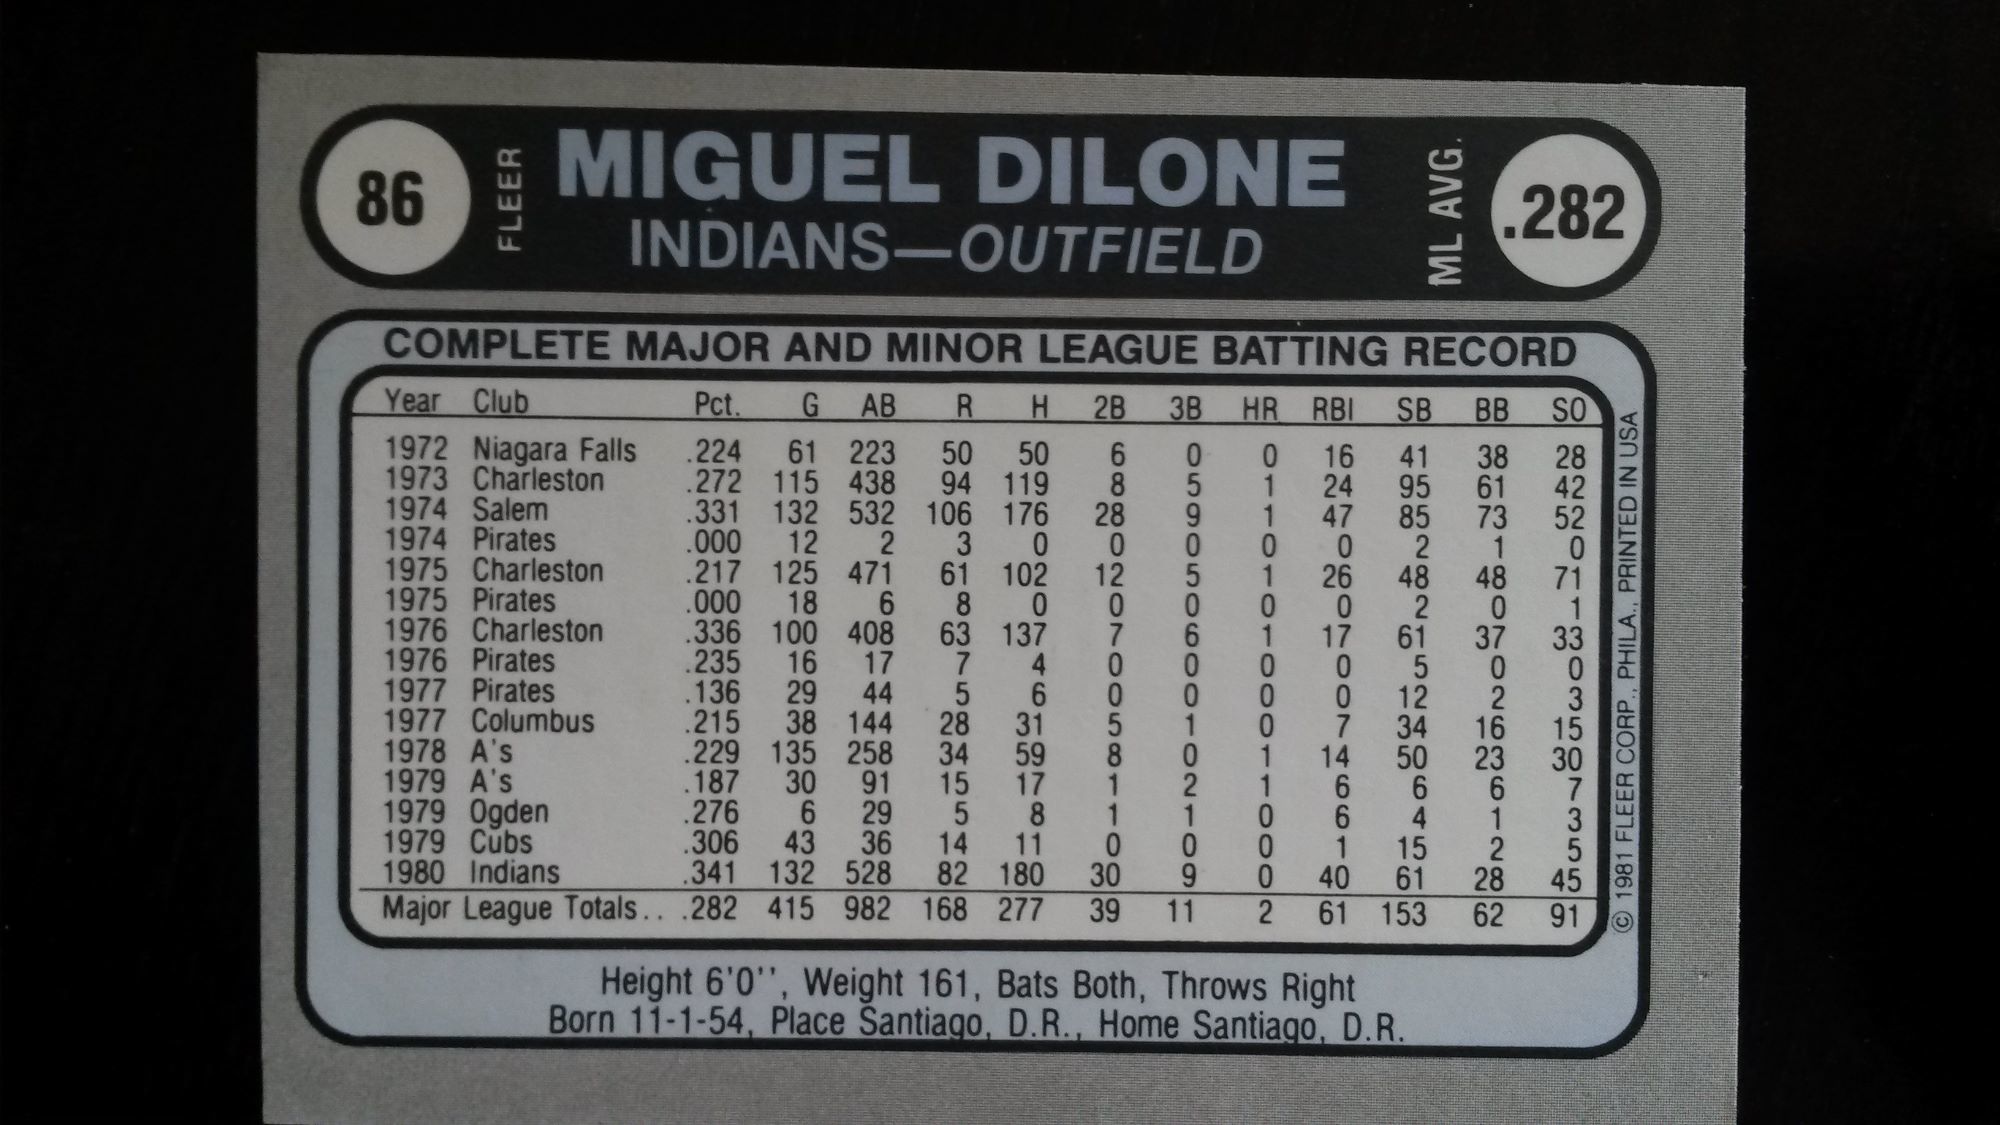 86 FLEER MIGUEL DILONE ML AVG. .282
INDIANS—OUTFIELD
COMPLETE MAJOR AND MINOR LEAGUE BATTING RECORD
Year Club Pct. G AB R H 2B 3B HR RBI SB BB SO
1972 Niagara Falls .224 61 223 50 50 6 0 0 16 41 38 28
1973 Charleston .272 115 438 94 119 8 5 1 24 95 61 42
1974 Salem .331 132 532 106 176 28 9 1 47 85 73 52
1974 Pirates .000 12 2 3 0 0 0 0 0 2 1 0
1975 Charleston .217 125 471 61 102 12 5 1 26 48 48 71
1975 Pirates .000 18 6 8 0 0 0 0 0 2 0 1
1976 Charleston .336 100 408 63 137 7 6 1 17 61 37 33
1976 Pirates .235 16 17 7 4 0 0 0 0 5 0 0
1977 Pirates .136 29 44 5 6 0 0 0 0 12 2 3
1977 Columbus .215 38 144 28 31 5 1 0 7 34 16 15
1978 A's .229 135 258 34 59 8 0 1 14 50 23 30
1979 A's .187 30 91 15 17 1 2 1 6 6 6 7
1979 Ogden .276 6 29 5 8 1 1 0 6 4 1 3
1979 Cubs .306 43 36 14 11 0 0 0 1 15 2 5
1980 Indians .341 132 528 82 180 30 9 0 40 61 28 45
Major League Totals.. .282 415 982 168 277 39 11 2 61 153 62 91
© 1981 FLEER CORP., PHILA., PRINTED IN USA
Height 6'0'', Weight 161, Bats Both, Throws Right
Born 11-1-54, Place Santiago, D.R., Home Santiago, D.R.